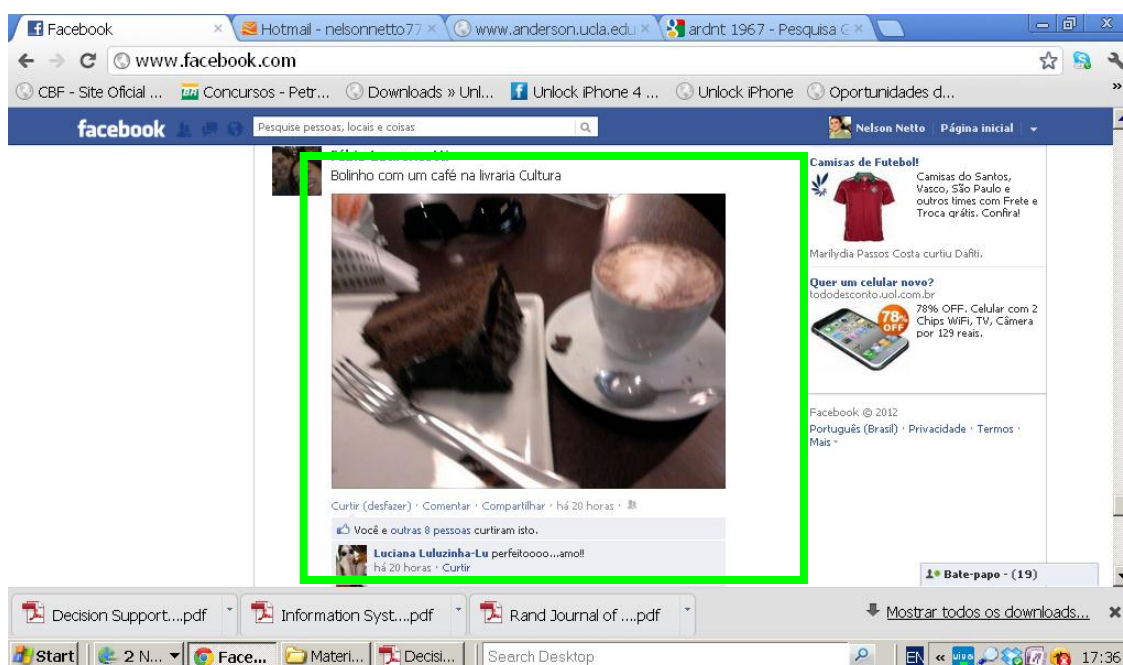 Facebook
Hotmail - nelsonnetto77
www.anderson.ucla.edu
ardnt 1967 - Pesquisa G
www.facebook.com
CBF - Site Oficial ...
BR
Concursos - Petr...
Downloads » Unl...
Unlock iPhone 4 ...
Unlock iPhone
Oportunidades d...
facebook
Pesquise pessoas, locais e coisas
Nelson Netto
Página inicial
Bolinho com um café na livraria Cultura
Curtir (desfazer) · Comentar · Compartilhar · há 20 horas ·
Você e outras 8 pessoas curtiram isto.
Luciana Luluzinha-Lu perfeitoooo...amo!!
há 20 horas · Curtir
Camisas de Futebol!
Camisas do Santos,
Vasco, São Paulo e
outros times com Frete e
Troca grátis. Confira!
Marilydia Passos Costa curtiu Dafiti.
Quer um celular novo?
tododesconto.uol.com.br
78% OFF
78% OFF. Celular com 2
Chips WiFi, TV, Câmera
por 129 reais.
Facebook © 2012
Português (Brasil) · Privacidade · Termos ·
Mais
Bate-papo - (19)
Decision Support....pdf
Information Syst....pdf
Rand Journal of ....pdf
Mostrar todos os downloads...
Start
2 N...
Face...
Materi...
Decisi...
Search Desktop
EN
«
vivo
17:36